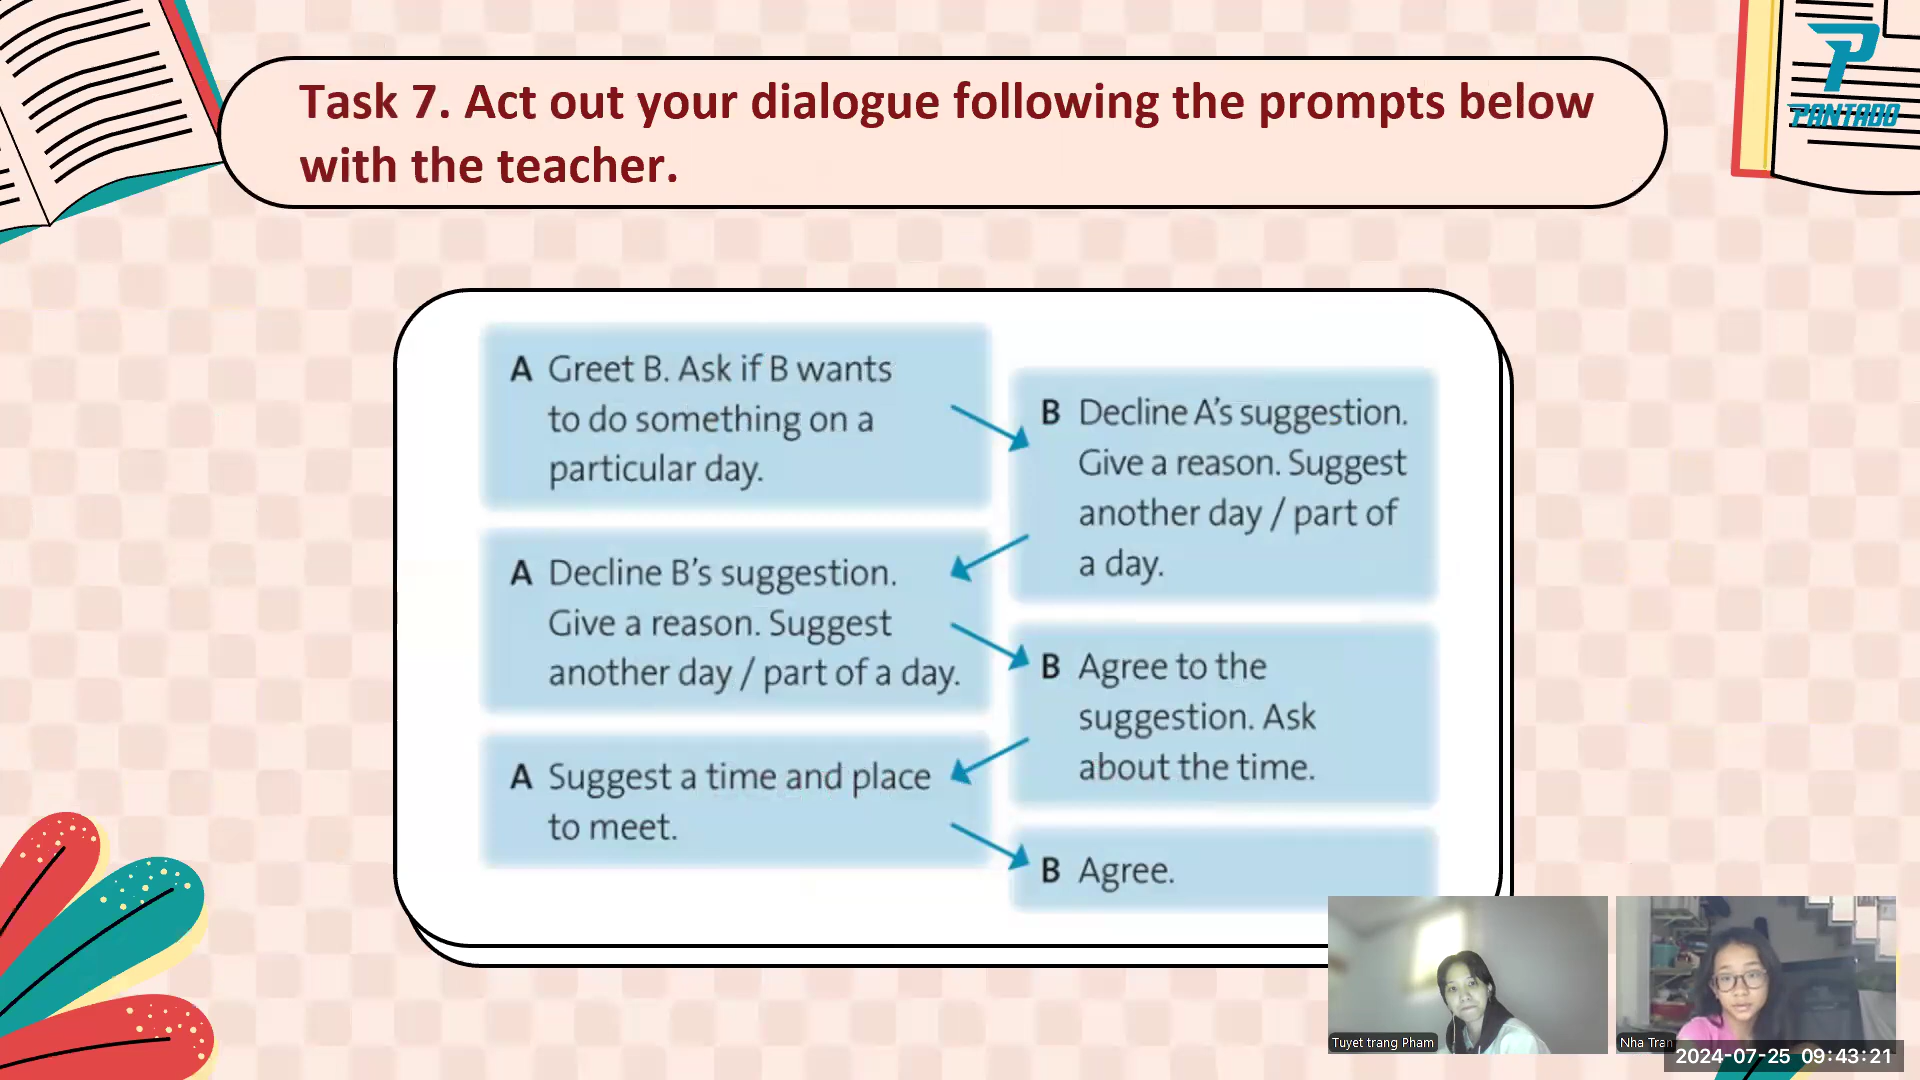 Task 7. Act out your dialogue following the prompts below
with the teacher.
PANTADO
A Greet B. Ask if B wants
to do something on a
particular day.
B Decline A's suggestion.
Give a reason. Suggest
another day / part of
a day.
A Decline B's suggestion.
Give a reason. Suggest
another day / part of a day.
B Agree to the
suggestion. Ask
about the time.
A Suggest a time and place
to meet.
B Agree.
Tuyet trang Pham
Nha Tran
2024-07-25 09:43:21